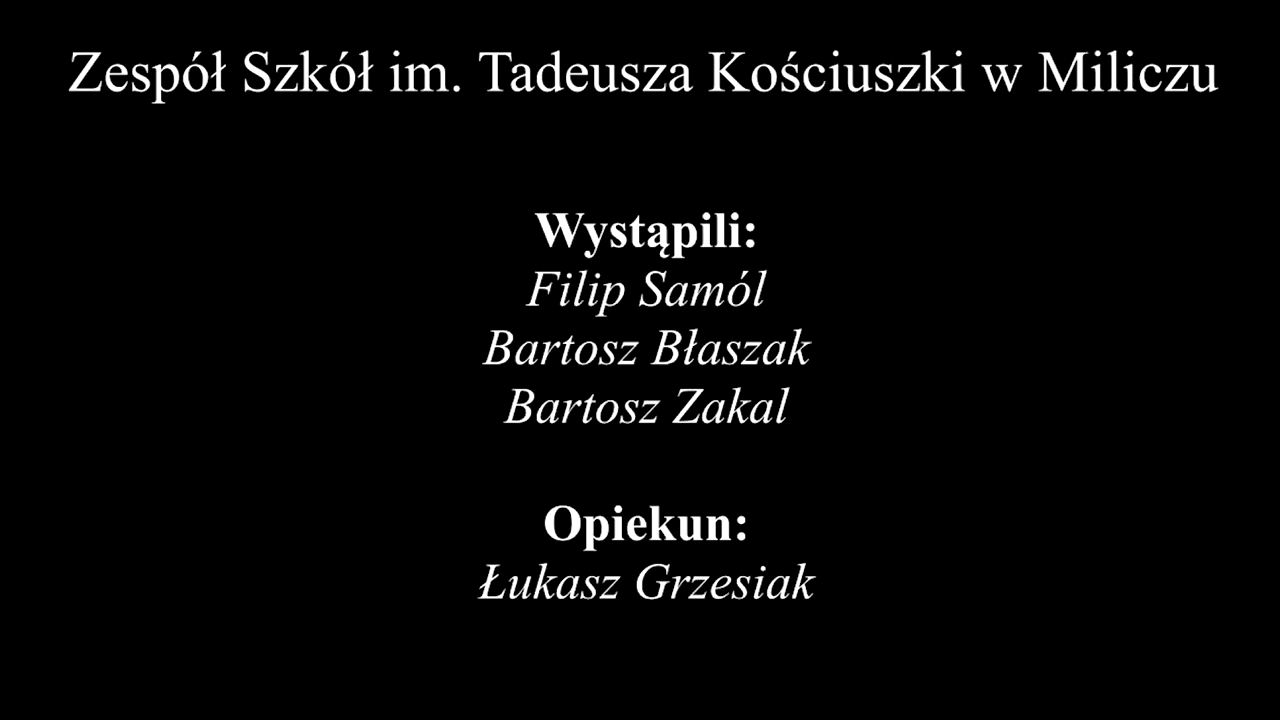 Zespół Szkół im. Tadeusza Kościuszki w Miliczu
Wystąpili:
Filip Samól
Bartosz Błaszak
Bartosz Zakal
Opiekun:
Łukasz Grzesiak